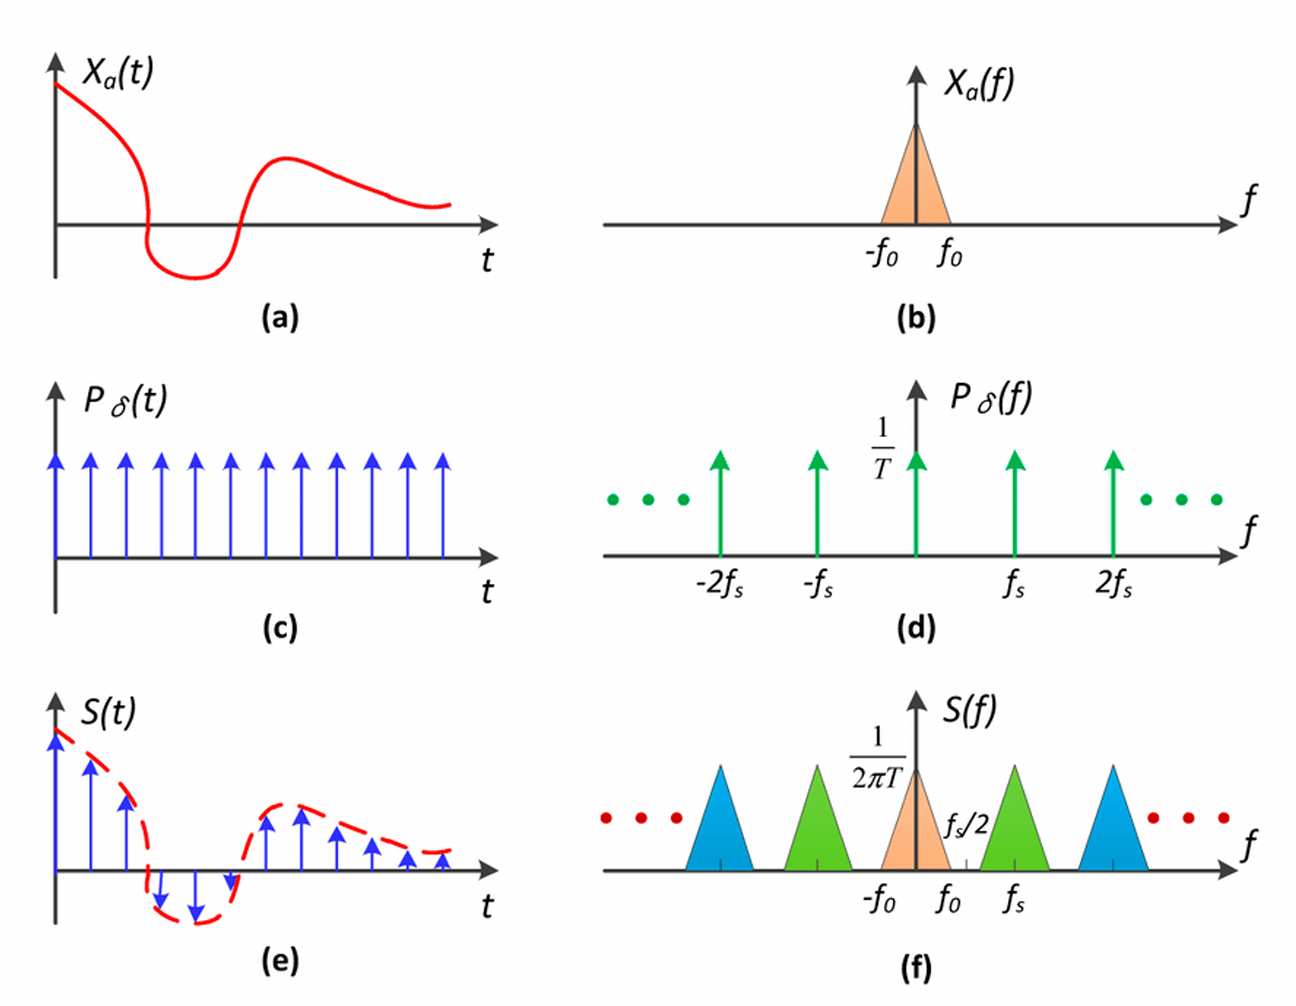 Xₐ(t)
t
(a)
Xₐ(f)
f
-f₀ f₀
(b)
P δ(t)
t
(c)
P δ(f)
1/T
f
-2fₛ -fₛ fₛ 2fₛ
(d)
S(t)
t
(e)
S(f)
1/2πT
fₛ/2
f
-f₀ f₀ fₛ
(f)